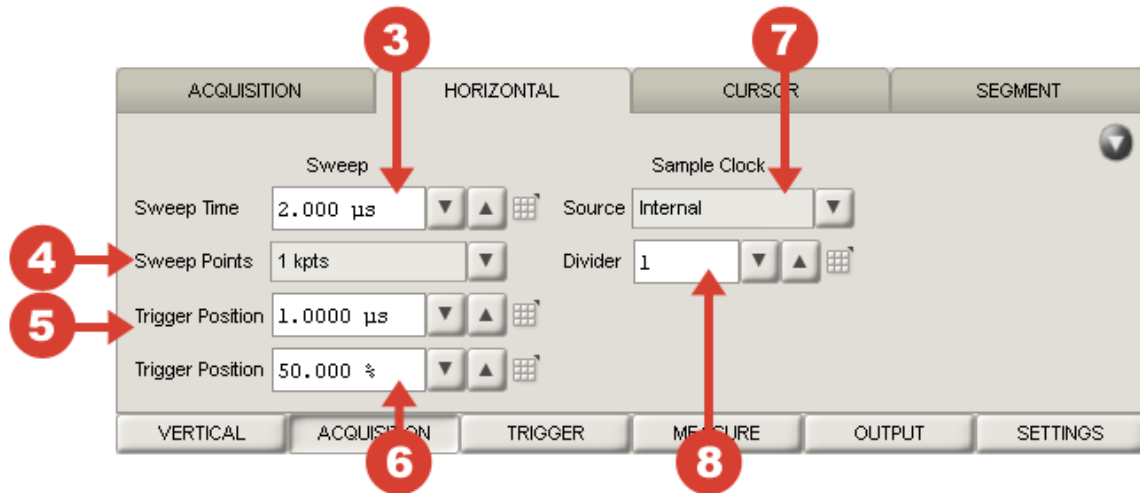 3 7
ACQUISITION HORIZONTAL CURSOR SEGMENT
Sweep Sample Clock
Sweep Time 2.000 µs Source Internal
4 Sweep Points 1 kpts Divider 1
5 Trigger Position 1.0000 µs
Trigger Position 50.000 %
VERTICAL ACQUISITION TRIGGER MEASURE OUTPUT SETTINGS
6 8